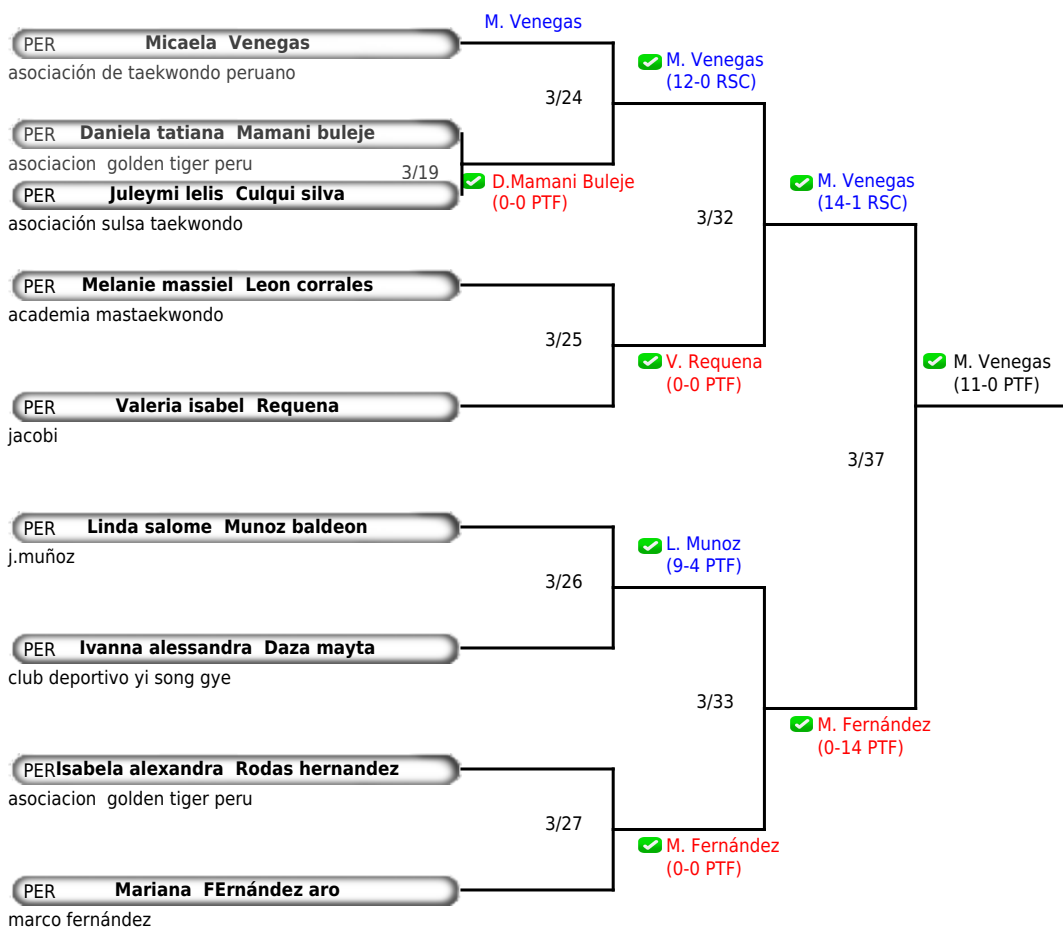 M. Venegas
PER Micaela Venegas
asociación de taekwondo peruano
M. Venegas
(12-0 RSC)
3/24
PER Daniela tatiana Mamani buleje
asociacion golden tiger peru
3/19
D.Mamani Buleje
(0-0 PTF)
PER Juleymi lelis Culqui silva
asociación sulsa taekwondo
M. Venegas
(14-1 RSC)
3/32
PER Melanie massiel Leon corrales
academia mastaekwondo
3/25
V. Requena
(0-0 PTF)
M. Venegas
(11-0 PTF)
PER Valeria isabel Requena
jacobi
3/37
PER Linda salome Munoz baldeon
j.muñoz
L. Munoz
(9-4 PTF)
3/26
PER Ivanna alessandra Daza mayta
club deportivo yi song gye
3/33
M. Fernández
(0-14 PTF)
PER Isabela alexandra Rodas hernandez
asociacion golden tiger peru
3/27
M. Fernández
(0-0 PTF)
PER Mariana FErnández aro
marco fernández